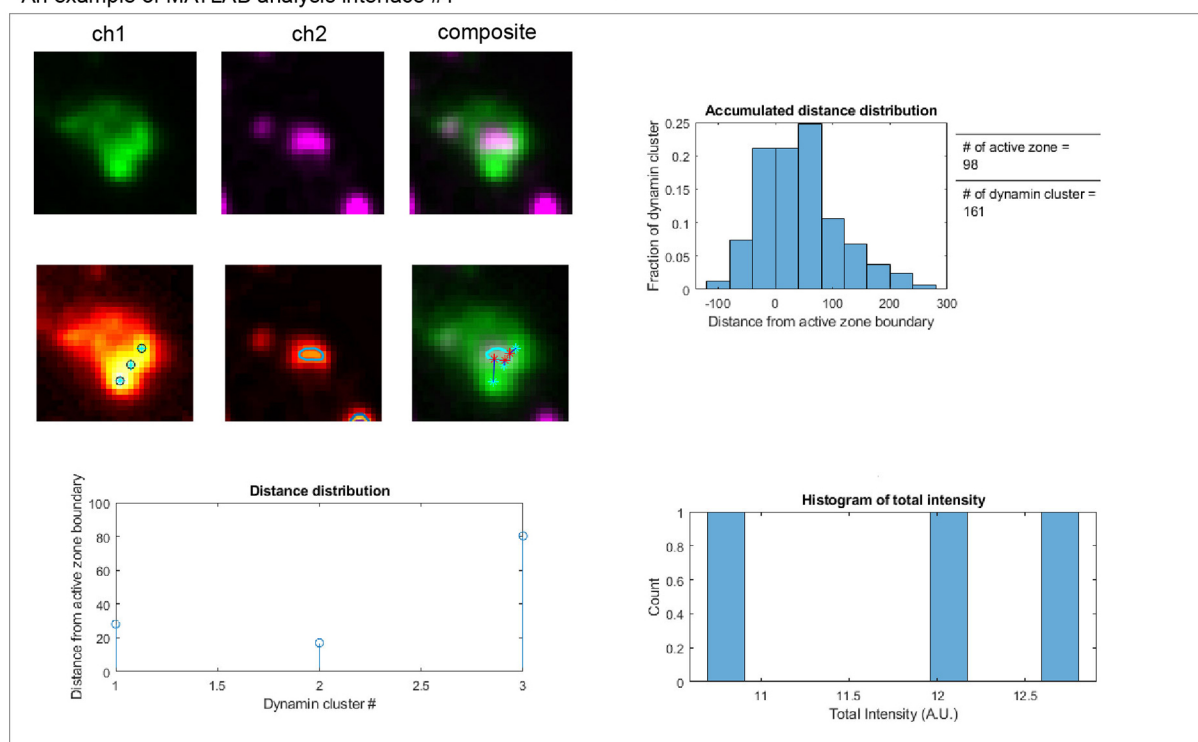 ch1 ch2 composite
Accumulated distance distribution
0.25
0.2
0.15
0.1
0.05
0
Fraction of dynamin cluster
-100 0 100 200 300
Distance from active zone boundary
# of active zone =
98
# of dynamin cluster =
161
Distance distribution
100
80
60
40
20
0
Distance from active zone boundary
1 1.5 2 2.5 3
Dynamin cluster #
Histogram of total intensity
1
0.8
0.6
0.4
0.2
0
Count
11 11.5 12 12.5
Total Intensity (A.U.)